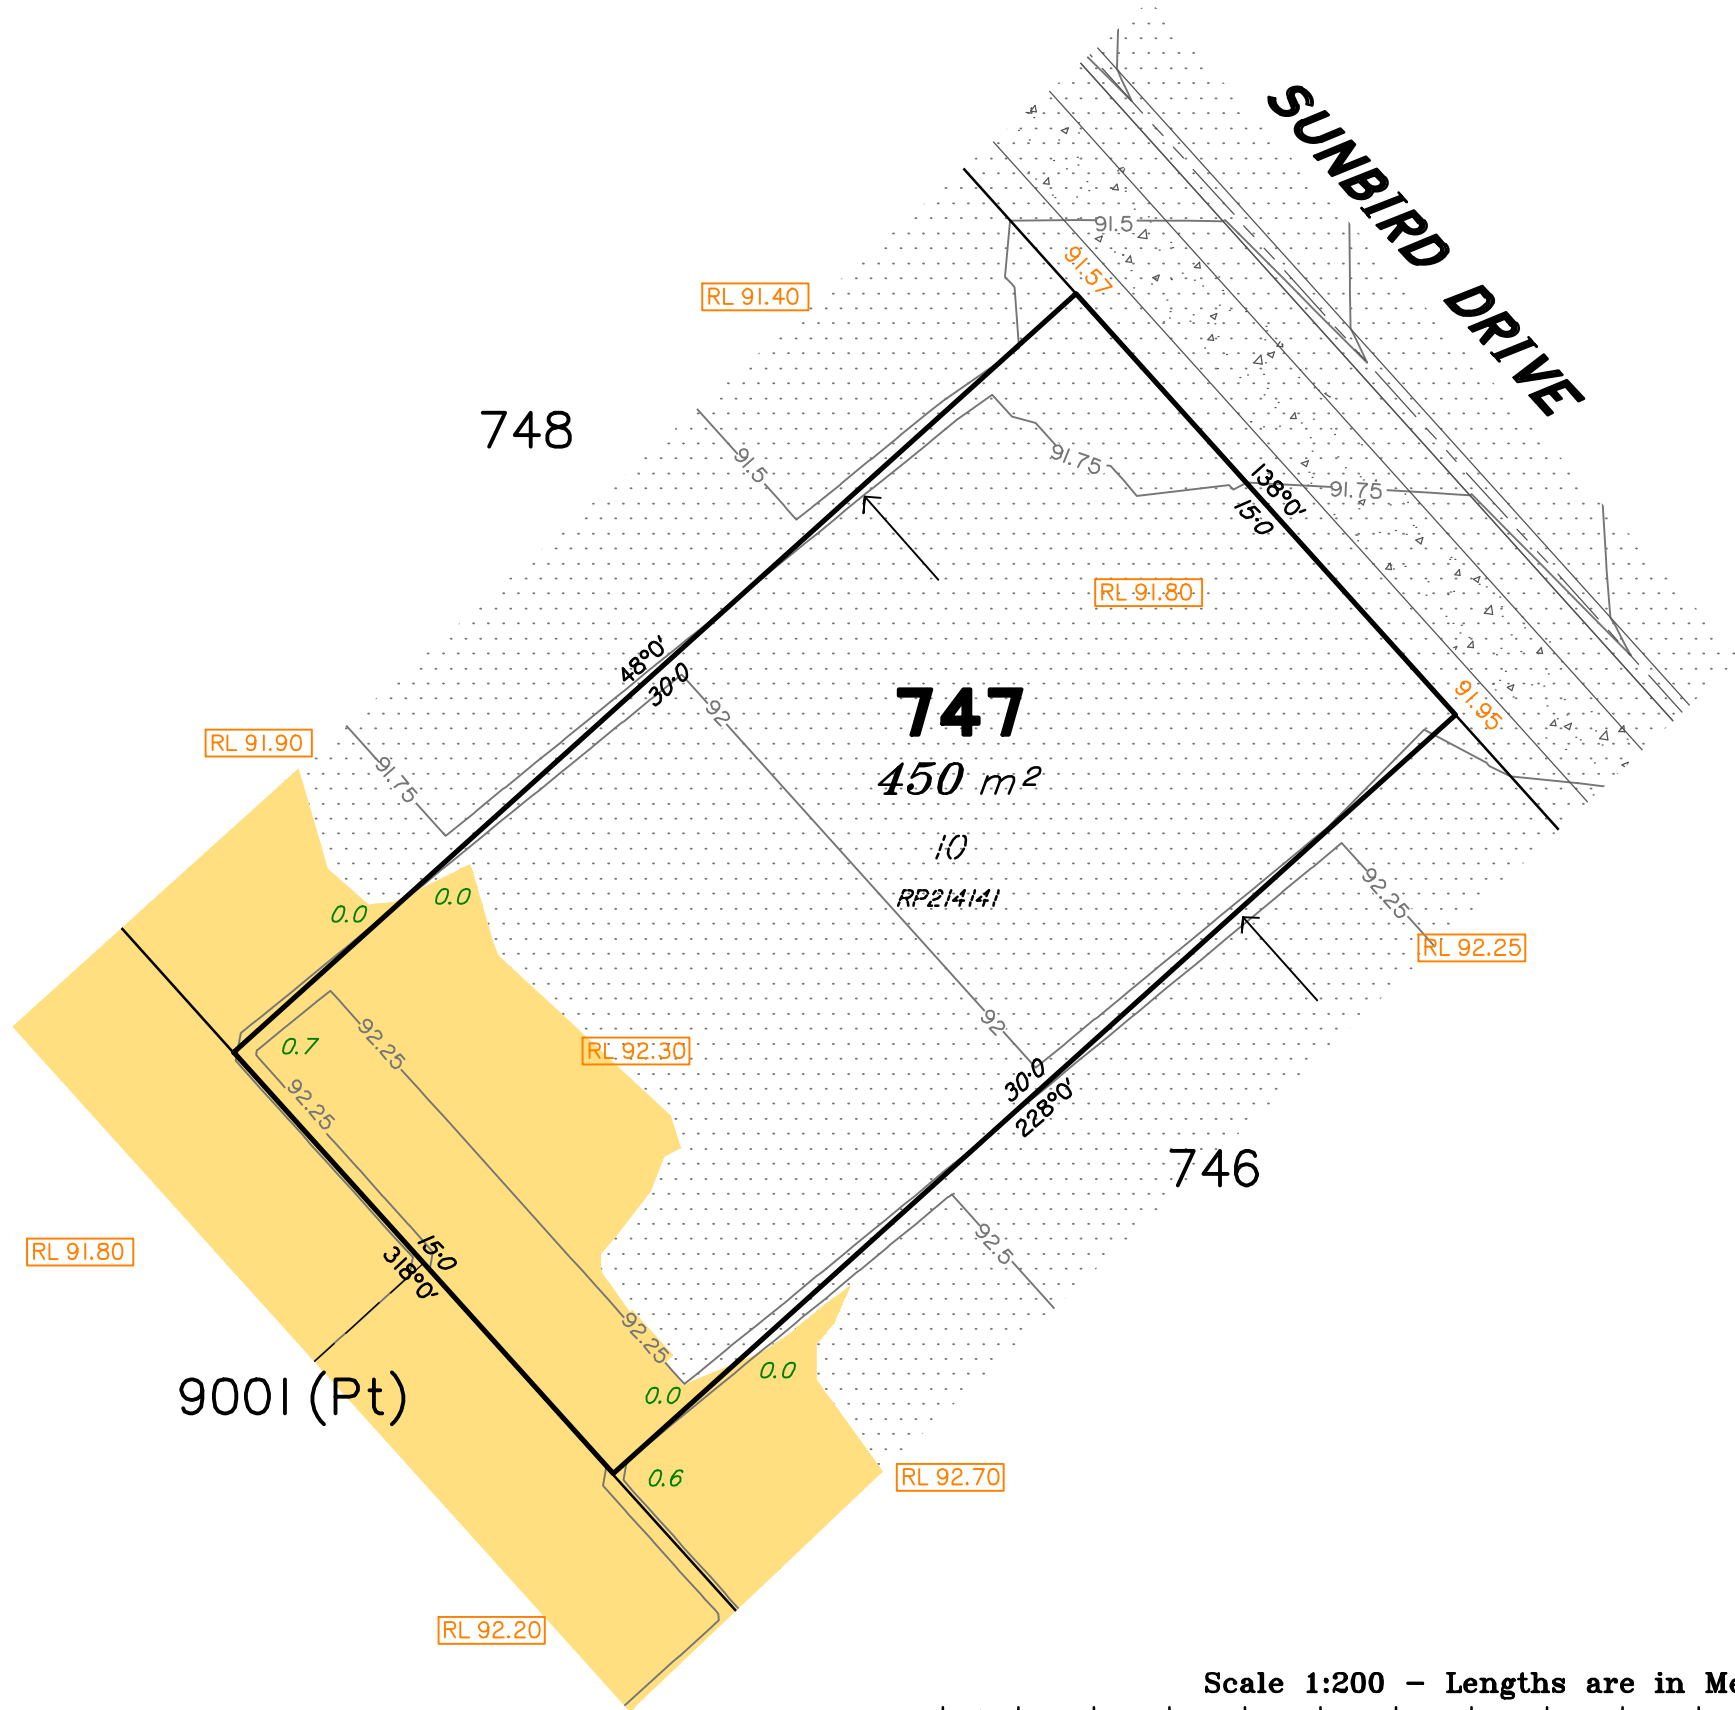 SUNBIRD DRIVE
91.5
91.57
RL 91.40
748
91.5
91.75
91.75
138°0'
15·0
RL 91.80
48°0'
30·0
92
747
450 m²
10
RP214141
91.95
RL 91.90
91.75
92.25
RL 92.25
0.0
0.0
92
RL 92.30
0.7
92.25
92.25
30·0
228°0'
746
92.5
RL 91.80
15·0
318°0'
92.25
0.0
0.0
9001 (Pt)
0.6
RL 92.70
RL 92.20
Scale 1:200 – Lengths are in Me